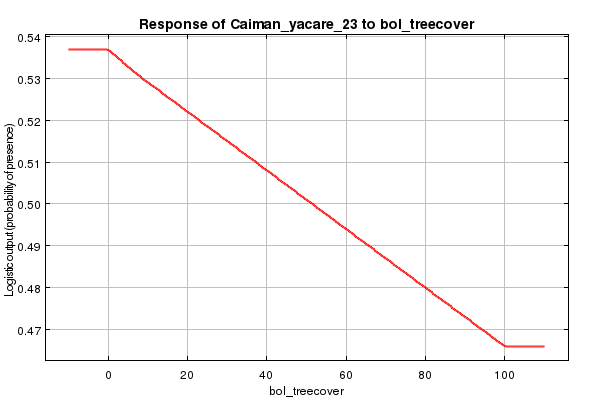 Response of Caiman_yacare_23 to bol_treecover
Logistic output (probability of presence)
0.54
0.53
0.52
0.51
0.50
0.49
0.48
0.47
0 20 40 60 80 100
bol_treecover